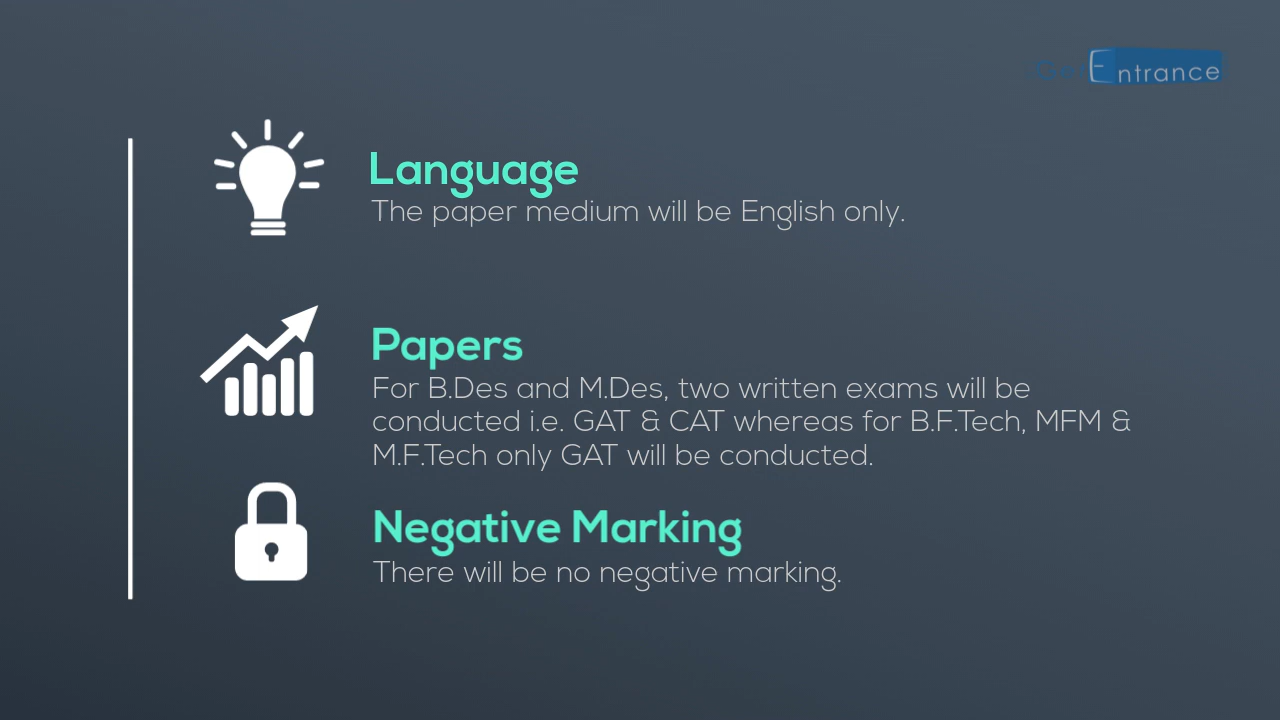 Entrance
Language
The paper medium will be English only.
Papers
For B.Des and M.Des, two written exams will be
conducted i.e. GAT & CAT whereas for B.F.Tech, MFM &
M.F.Tech only GAT will be conducted.
Negative Marking
There will be no negative marking.